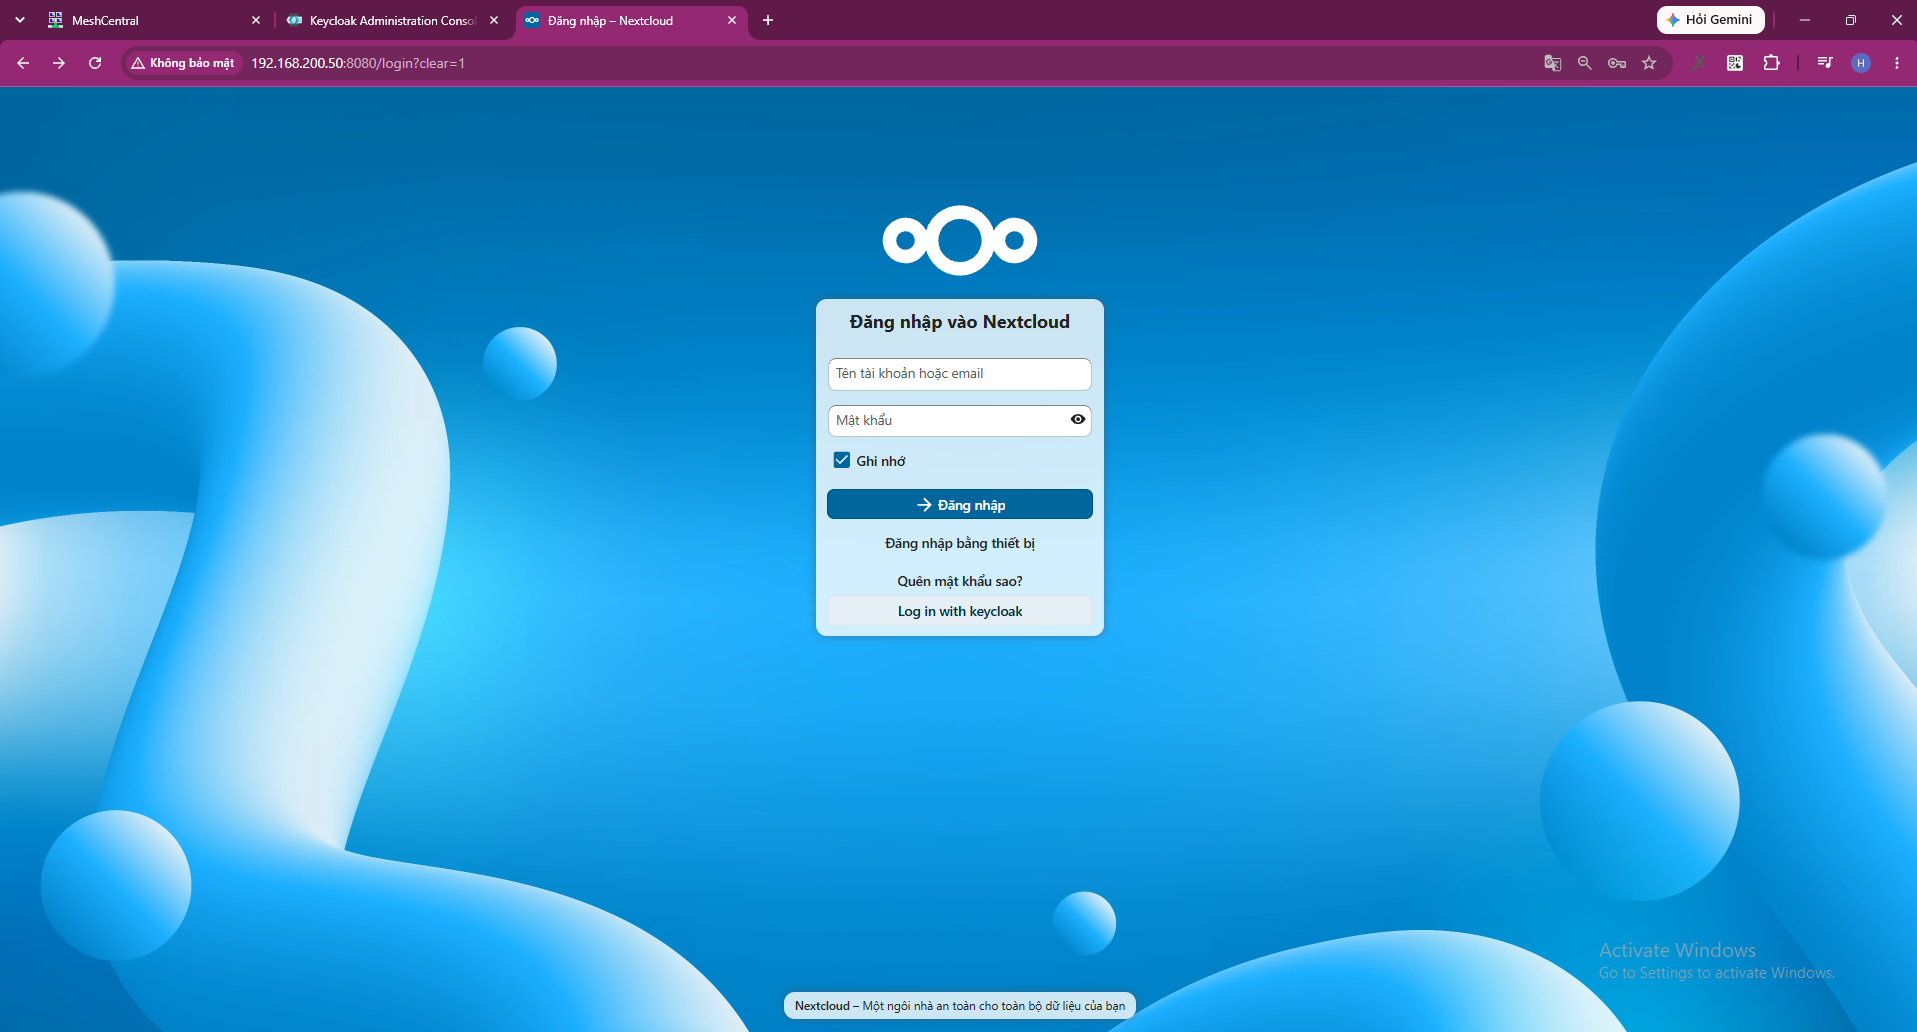 MeshCentral
Keycloak Administration Consol
Đăng nhập – Nextcloud
Hỏi Gemini
Không bảo mật
192.168.200.50:8080/login?clear=1
H
Đăng nhập vào Nextcloud
Tên tài khoản hoặc email
Mật khẩu
Ghi nhớ
Đăng nhập
Đăng nhập bằng thiết bị
Quên mật khẩu sao?
Log in with keycloak
Activate Windows
Go to Settings to activate Windows.
Nextcloud – Một ngôi nhà an toàn cho toàn bộ dữ liệu của bạn